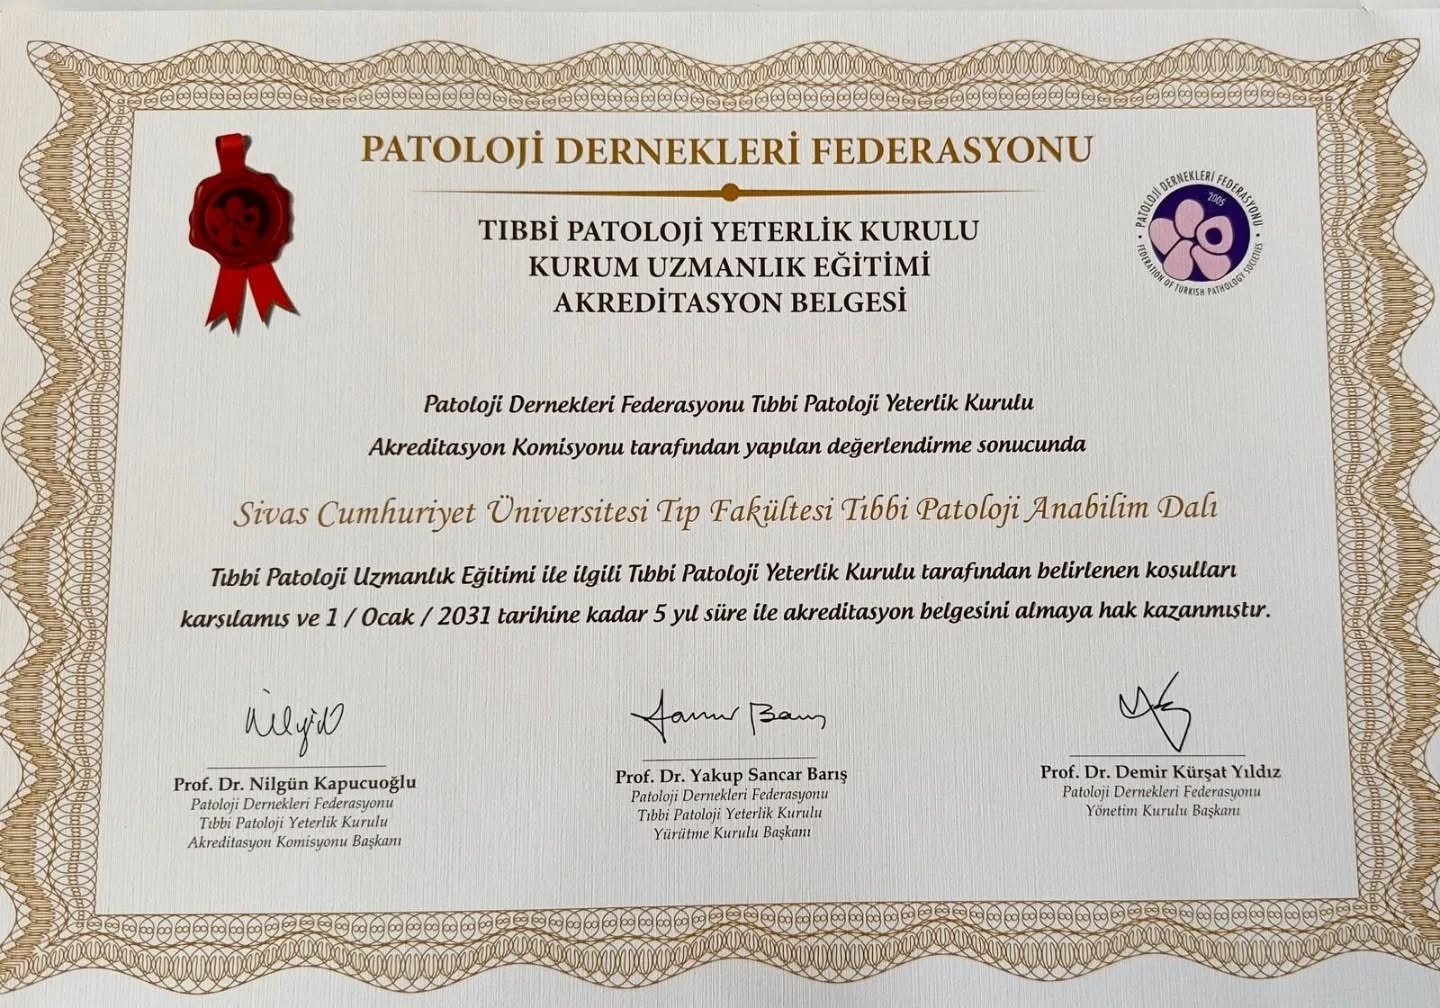 PATOLOJİ DERNEKLERİ FEDERASYONU
PATOLOJİ DERNEKLERİ FEDERASYONU
2005
FEDERATION OF TURKISH PATHOLOGY SOCIETIES
TIBBİ PATOLOJİ YETERLİK KURULU
KURUM UZMANLIK EĞİTİMİ
AKREDİTASYON BELGESİ
Patoloji Dernekleri Federasyonu Tıbbi Patoloji Yeterlik Kurulu
Akreditasyon Komisyonu tarafından yapılan değerlendirme sonucunda
Sivas Cumhuriyet Üniversitesi Tıp Fakültesi Tıbbi Patoloji Anabilim Dalı
Tıbbi Patoloji Uzmanlık Eğitimi ile ilgili Tıbbi Patoloji Yeterlik Kurulu tarafından belirlenen koşulları
karşılamış ve 1 / Ocak / 2031 tarihine kadar 5 yıl süre ile akreditasyon belgesini almaya hak kazanmıştır.
Prof. Dr. Nilgün Kapucuoğlu
Patoloji Dernekleri Federasyonu
Tıbbi Patoloji Yeterlik Kurulu
Akreditasyon Komisyonu Başkanı
Prof. Dr. Yakup Sancar Barış
Patoloji Dernekleri Federasyonu
Tıbbi Patoloji Yeterlik Kurulu
Yürütme Kurulu Başkanı
Prof. Dr. Demir Kürşat Yıldız
Patoloji Dernekleri Federasyonu
Yönetim Kurulu Başkanı